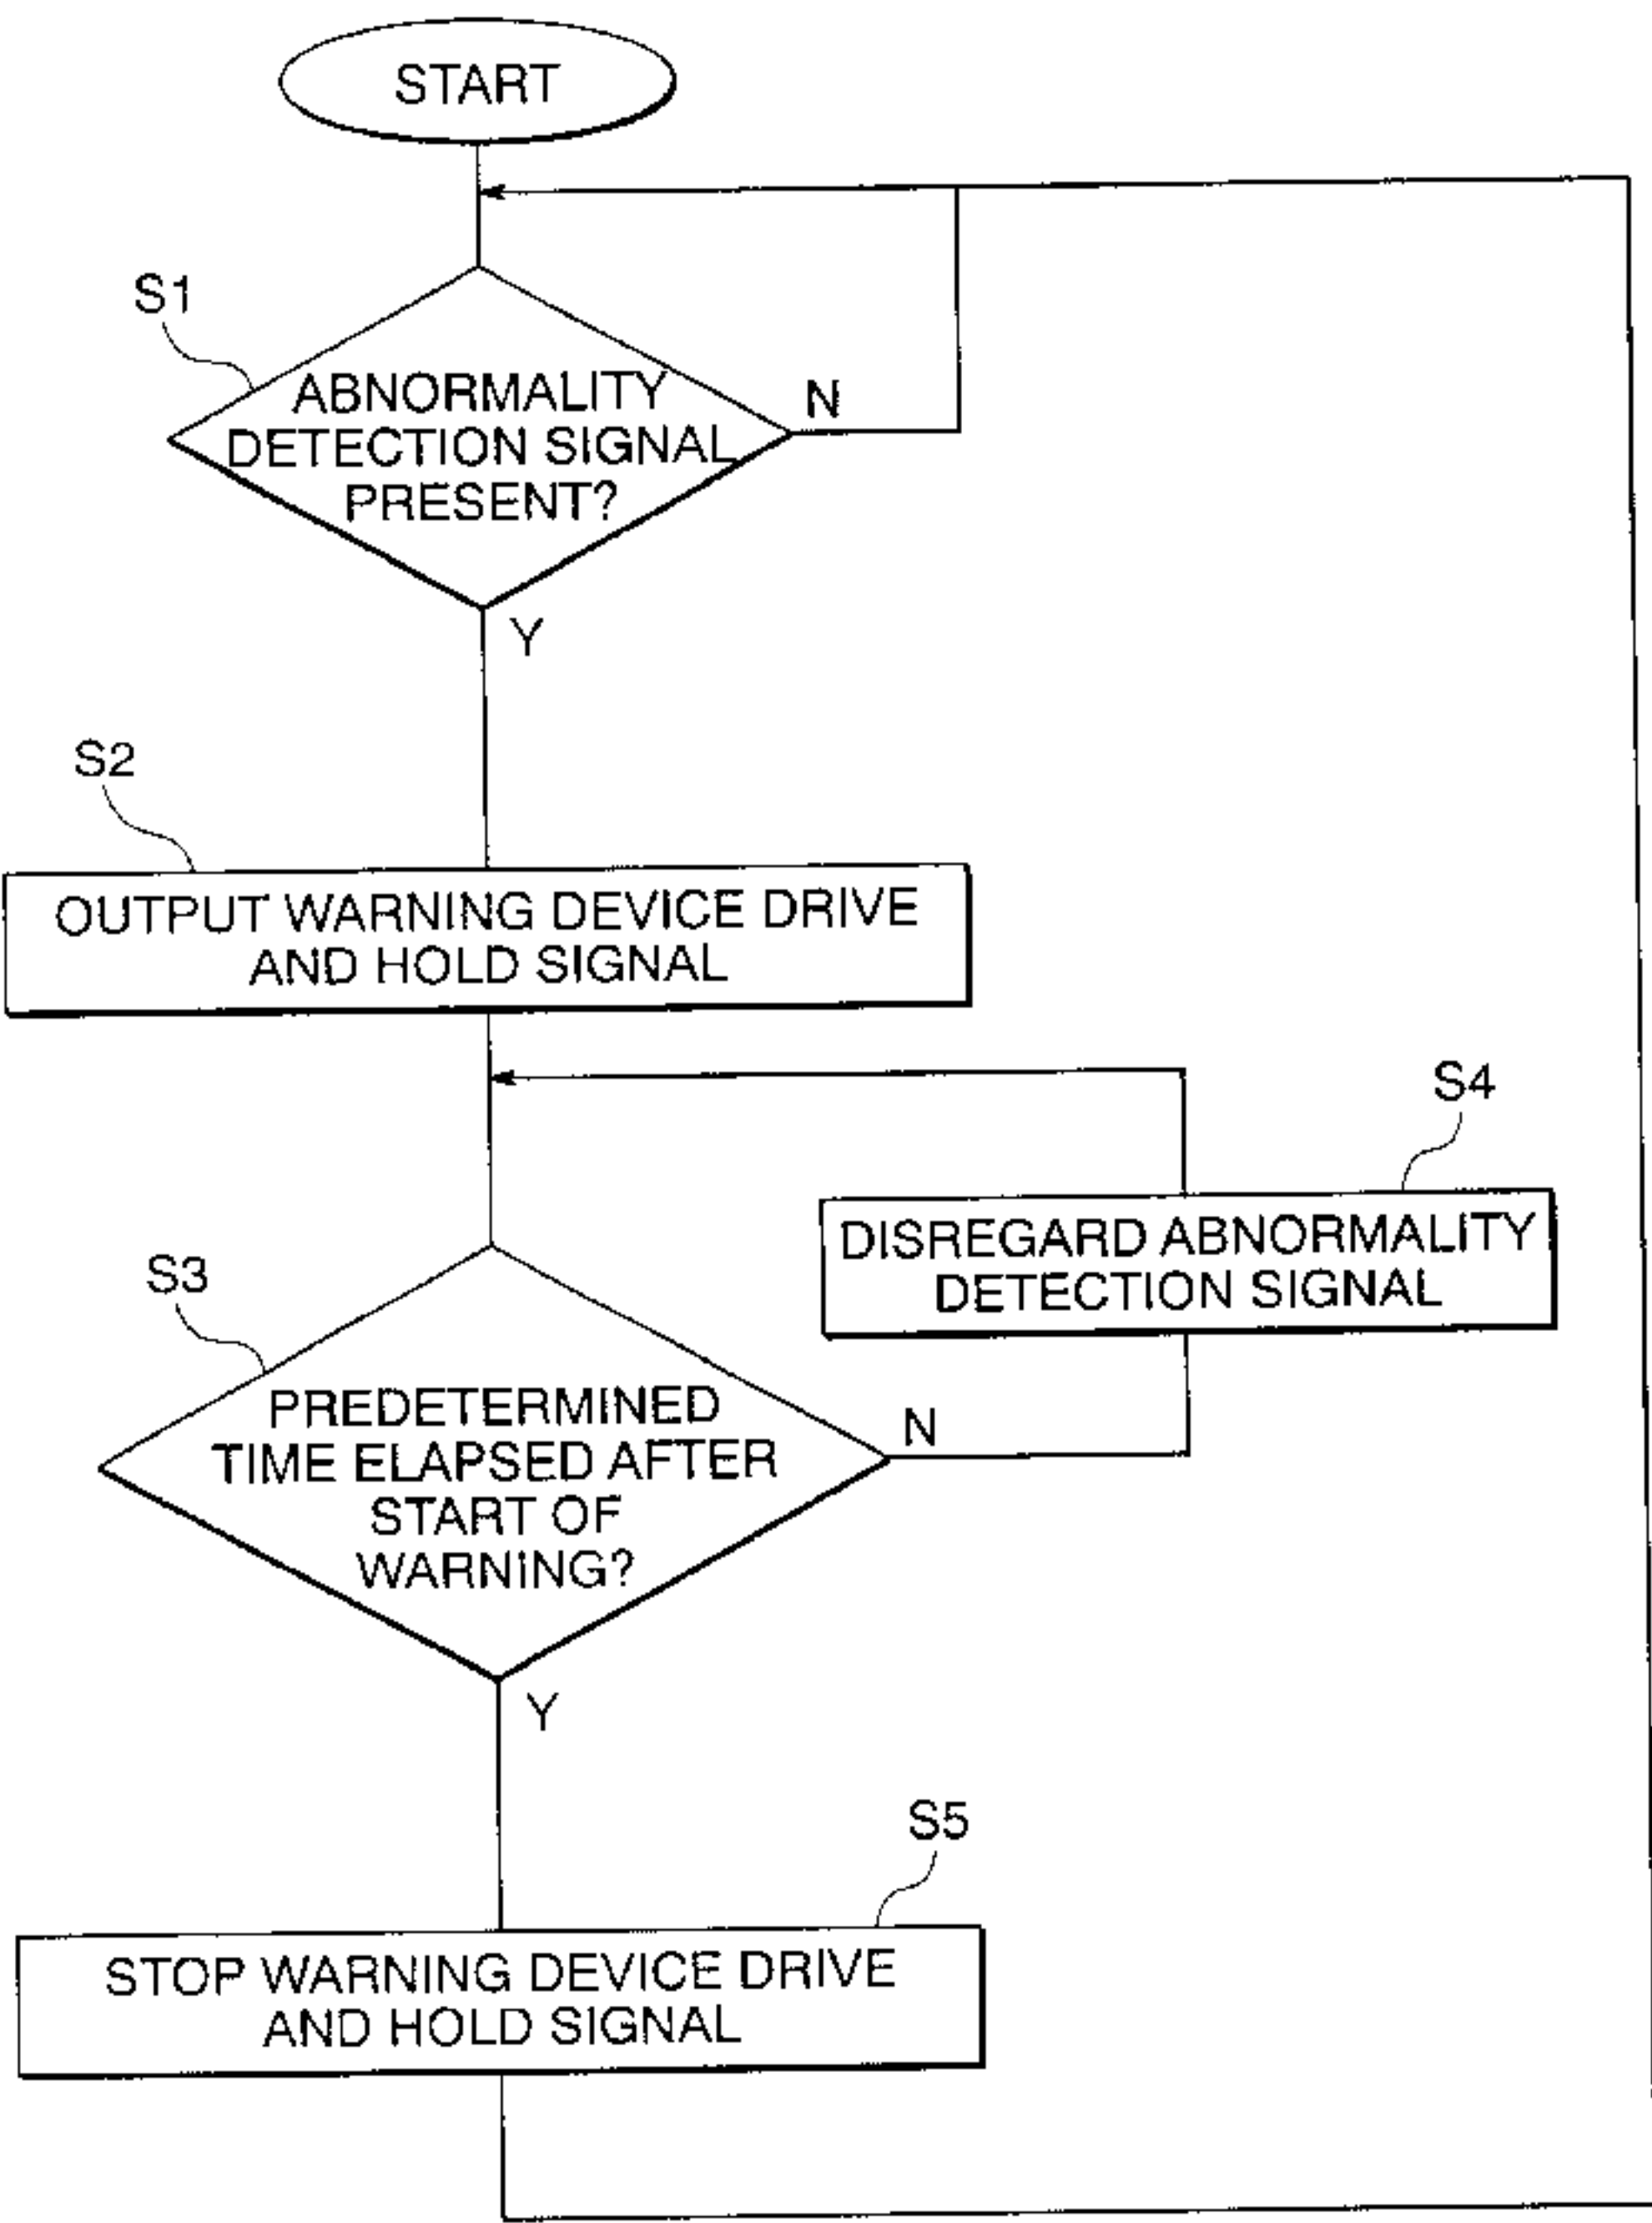 START
S1
ABNORMALITY
DETECTION SIGNAL
PRESENT?
N
Y
S2
OUTPUT WARNING DEVICE DRIVE
AND HOLD SIGNAL
S4
DISREGARD ABNORMALITY
DETECTION SIGNAL
S3
PREDETERMINED
TIME ELAPSED AFTER
START OF
WARNING?
N
Y
S5
STOP WARNING DEVICE DRIVE
AND HOLD SIGNAL